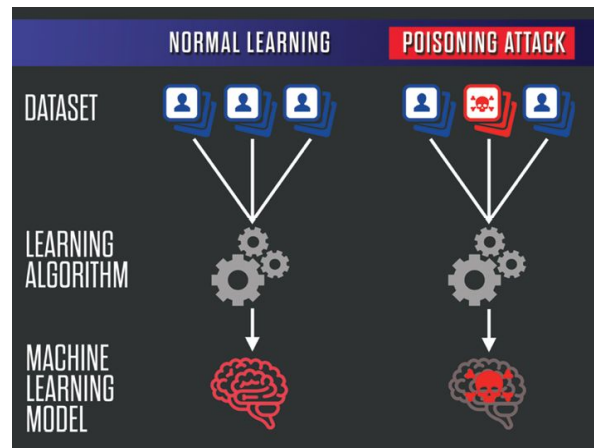 NORMAL LEARNING
POISONING ATTACK
DATASET
LEARNING
ALGORITHM
MACHINE
LEARNING
MODEL